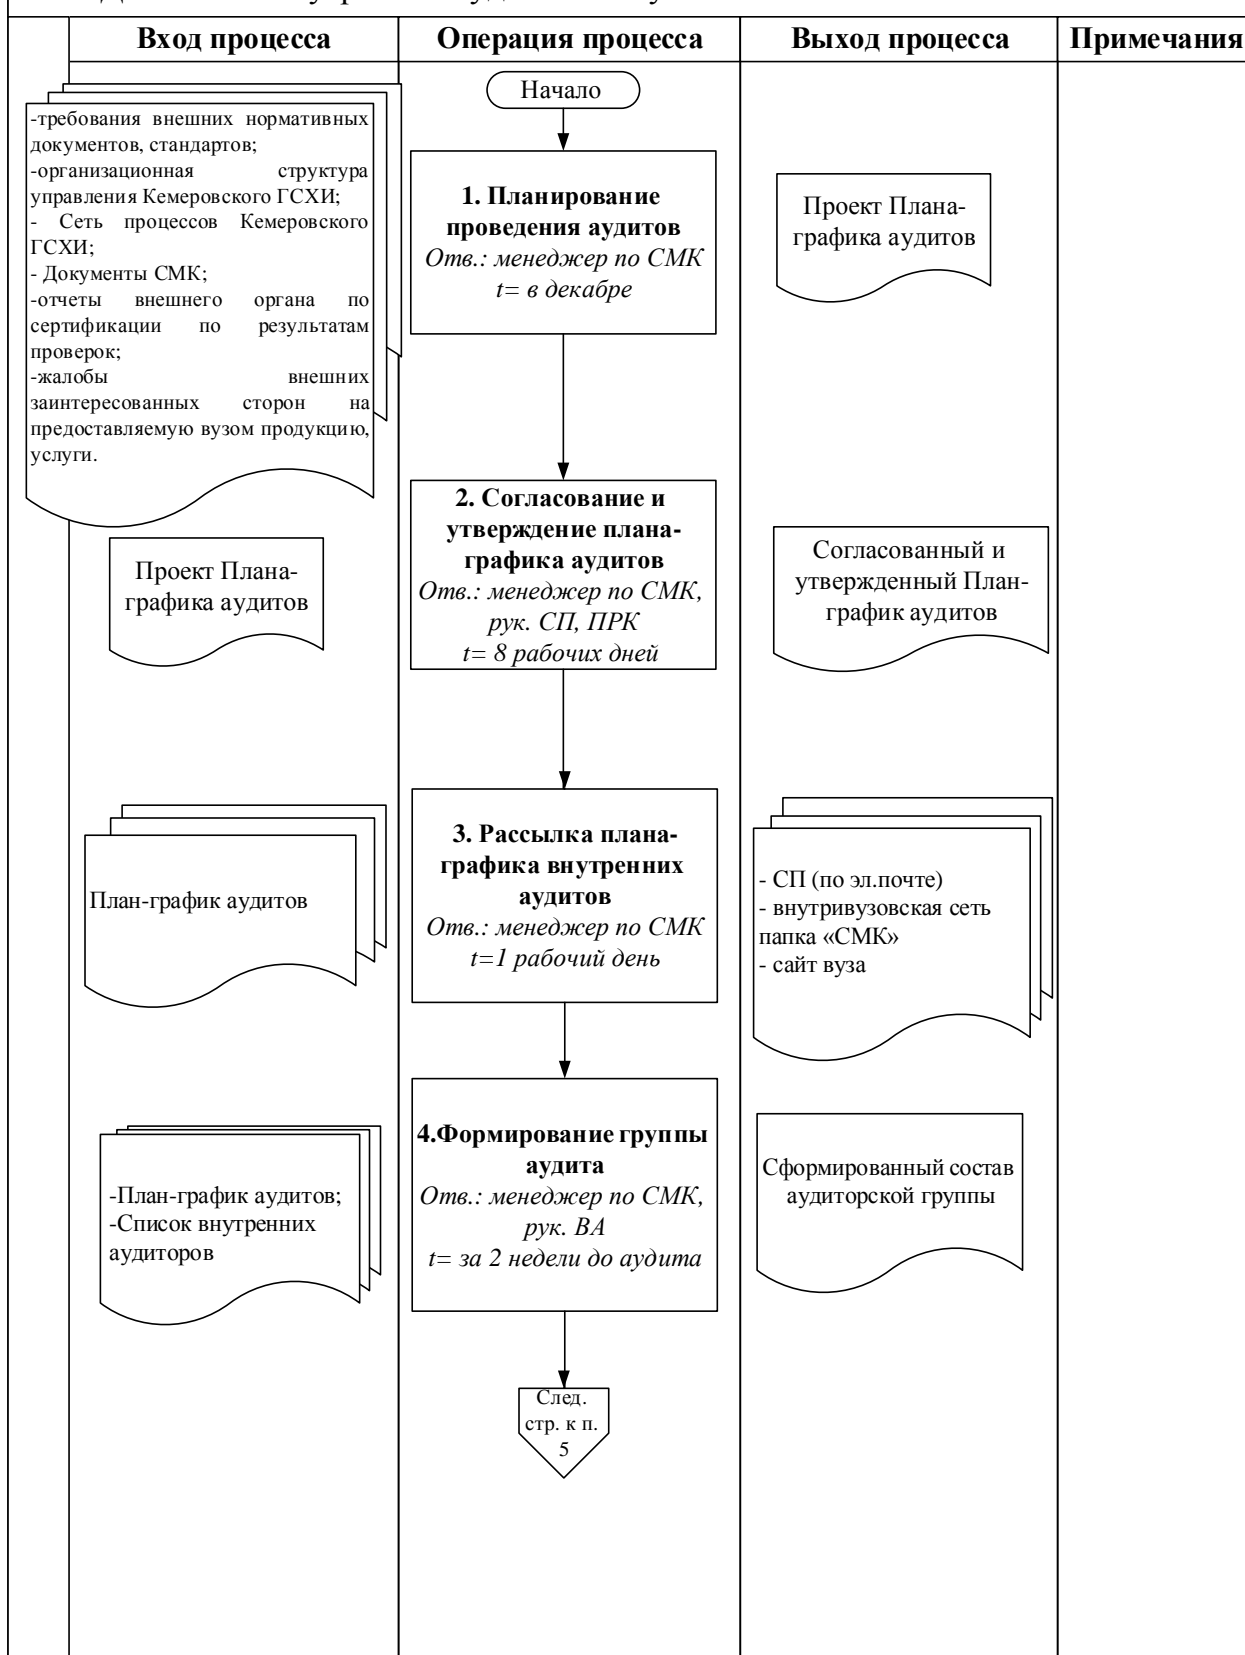 Вход процесса
Операция процесса
Выход процесса
Примечания
Начало
-требования внешних нормативных
документов, стандартов;
-организационная структура
управления Кемеровского ГСХИ;
- Сеть процессов Кемеровского
ГСХИ;
- Документы СМК;
-отчеты внешнего органа по
сертификации по результатам
проверок;
-жалобы внешних
заинтересованных сторон на
предоставляемую вузом продукцию,
услуги.
1. Планирование
проведения аудитов
Отв.: менеджер по СМК
t= в декабре
Проект Плана-
графика аудитов
Проект Плана-
графика аудитов
2. Согласование и
утверждение плана-
графика аудитов
Отв.: менеджер по СМК,
рук. СП, ПРК
t= 8 рабочих дней
Согласованный и
утвержденный План-
график аудитов
План-график аудитов
3. Рассылка плана-
графика внутренних
аудитов
Отв.: менеджер по СМК
t=1 рабочий день
- СП (по эл.почте)
- внутривузовская сеть
папка «СМК»
- сайт вуза
-План-график аудитов;
-Список внутренних
аудиторов
4.Формирование группы
аудита
Отв.: менеджер по СМК,
рук. ВА
t= за 2 недели до аудита
Сформированный состав
аудиторской группы
След.
стр. к п.
5